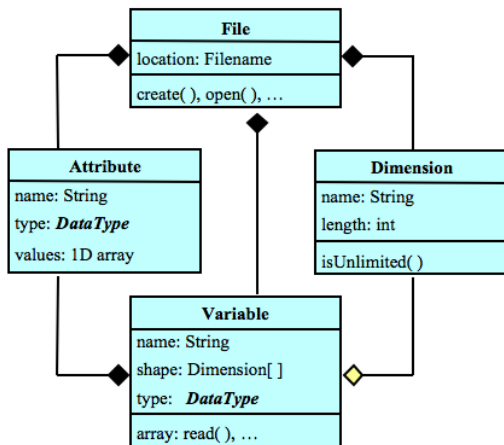 File
location: Filename
create( ), open( ), …
Attribute
name: String
type: DataType
values: 1D array
Dimension
name: String
length: int
isUnlimited( )
Variable
name: String
shape: Dimension[ ]
type: DataType
array: read( ), …